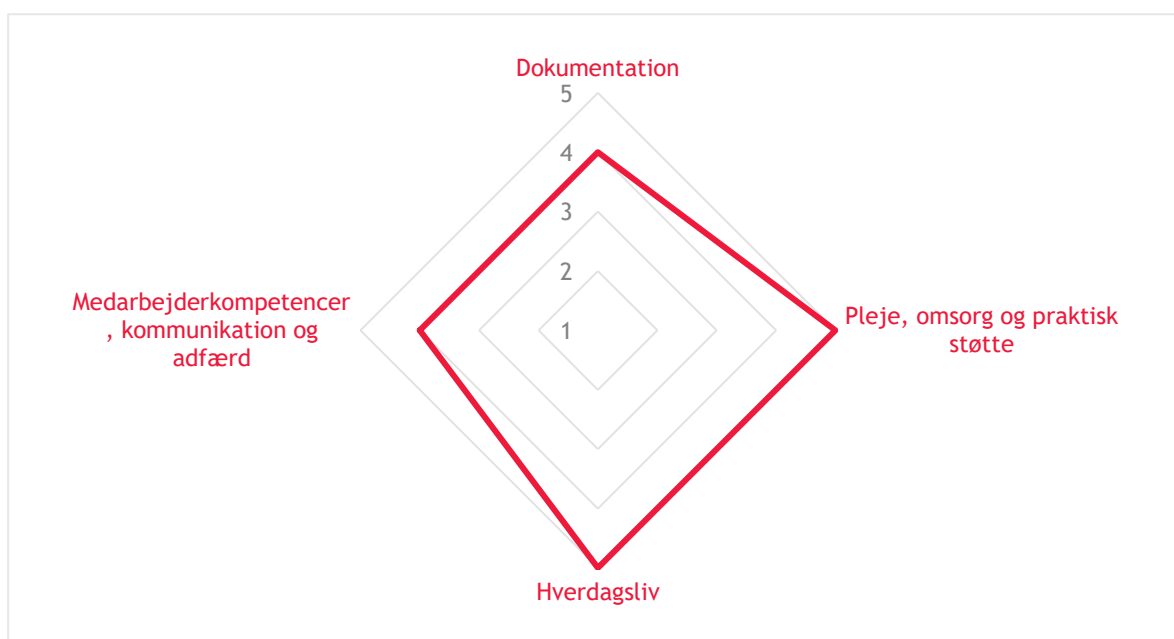 Dokumentation
5
4
3
2
1
Medarbejderkompetencer
, kommunikation og
adfærd
Pleje, omsorg og praktisk
støtte
Hverdagsliv